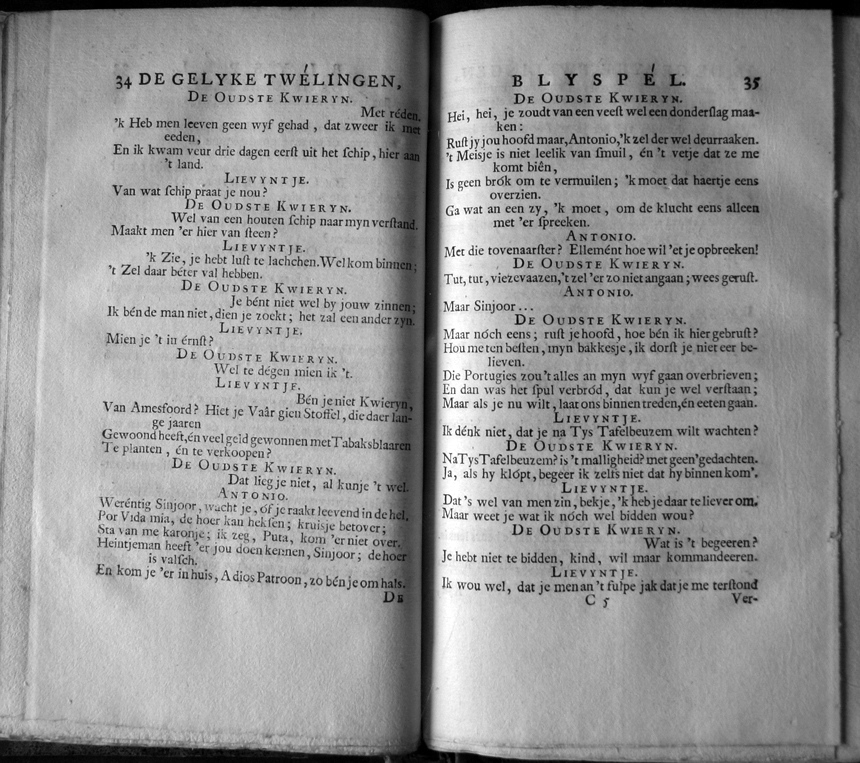 34 DE GELYKE TWÉLINGEN,
DE OUDSTE KWIERYN.
Met réden.
'k Heb men leeven geen wyf gehad, dat zweer ik met
eeden,
En ik kwam veur drie dagen eerſt uit het ſchip, hier aan
't land.
LIEVYNTJE.
Van wat ſchip praat je nou?
DE OUDSTE KWIERYN.
Wel van een houten ſchip naar myn verſtand.
Maakt men 'er hier van ſteen?
LIEVYNTJE.
'k Zie, je hebt luſt te lachchen. Welkom binnen;
't Zel daar béter val hebben.
DE OUDSTE KWIERYN.
Je bént niet wel by jouw zinnen;
Ik bén de man niet, dien je zoekt; het zal een ander zyn.
LIEVYNTJE.
Mien je 't in érnſt?
DE OUDSTE KWIERYN.
Wel te dégen mien ik 't.
LIEVYNTJE.
Bén je niet Kwieryn,
Van Amesfoord? Hiet je Vaâr gien Stoffel, die daer lan-
ge jaaren
Gewoond heeft, én veel geld gewonnen met Tabaksblaaren
Te planten, én te verkoopen?
DE OUDSTE KWIERYN.
Dat lieg je niet, al kunje 't wel.
ANTONIO.
Weréntig Sinjoor, wacht je, óf je raakt leevend in de hel.
Por Vida mia, de hoer kan hekſen; kruisje betover;
Sta van me karonje; ik zeg, Puta, kom 'er niet over.
Heintjeman heeft 'er jou doen kennen, Sinjoor; de hoer
is valſch.
En kom je 'er in huis, A dios Patroon, zo bén je om hals.
DE
BLYSPÉL. 35
DE OUDSTE KWIERYN.
Hei, hei, je zoudt van een veeſt wel een donderſlag maa-
ken:
Ruſt jy jou hoofd maar, Antonio, 'k zel der wel deurraaken.
't Meisje is niet leelik van ſmuil, én 't vetje dat ze me
komt biên,
Is geen brók om te vermuilen; 'k moet dat haertje eens
overzien.
Ga wat an een zy, 'k moet, om de klucht eens alleen
met 'er ſpreeken.
ANTONIO.
Met die tovenaarſter? Ellemént hoe wil 'et je opbreeken!
DE OUDSTE KWIERYN.
Tut, tut, viezevaazen, 't zel 'er zo niet angaan; wees geruſt.
ANTONIO.
Maar Sinjoor...
DE OUDSTE KWIERYN.
Maar nóch eens; ruſt je hoofd, hoe bén ik hier gebruſt?
Hou me ten beſten, myn bakkesje, ik dorſt je niet eer be-
lieven.
Die Portugies zou 't alles an myn wyf gaan overbrieven;
En dan was het ſpul verbród, dat kun je wel verſtaan;
Maar als je nu wilt, laat ons binnen treden, én eeten gaan.
LIEVYNTJE.
Ik dénk niet, dat je na Tys Tafelbeuzem wilt wachten?
DE OUDSTE KWIERYN.
Na Tys Tafelbeuzem? is 't malligheid? met geen' gedachten.
Ja, als hy klópt, begeer ik zelfs niet dat hy binnen kom'.
LIEVYNTJE.
Dat 's wel van men zin, bekje, 'k heb je daar te liever om.
Maar weet je wat ik nóch wel bidden wou?
DE OUDSTE KWIERYN.
Wat is 't begeeren?
Je hebt niet te bidden, kind, wil maar kommandeeren.
LIEVYNTJE.
Ik wou wel, dat je men an 't fulpe jak dat je me terſtond
C 5 Ver-